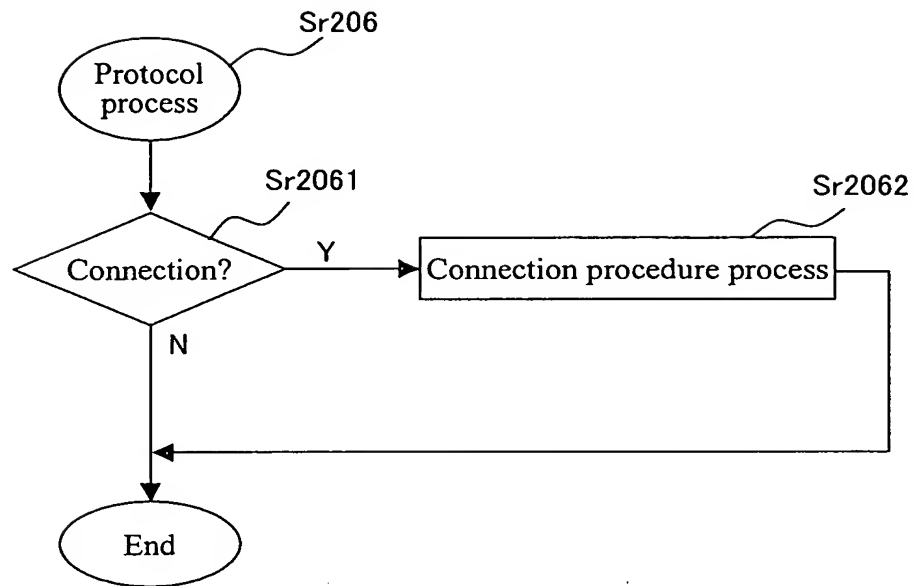 Sr206
Protocol
process
Sr2061
Connection?
Y
Sr2062
Connection procedure process
N
End